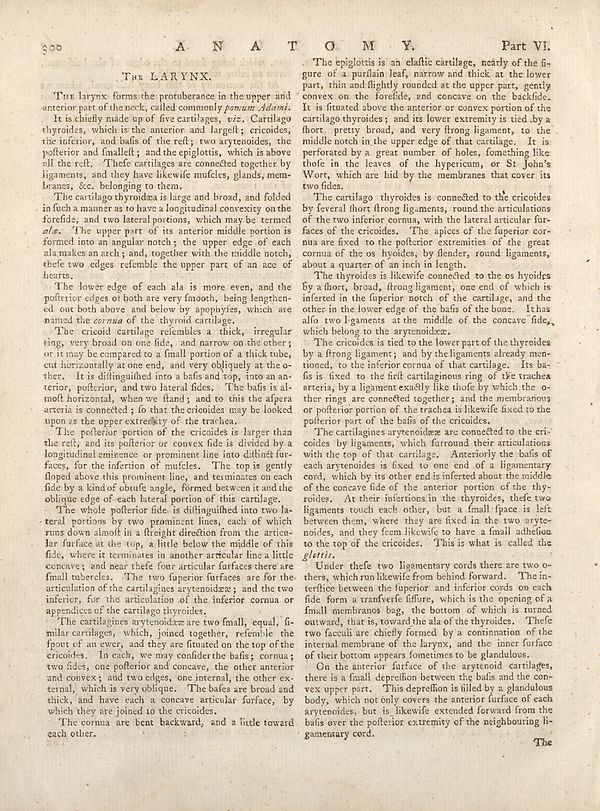 300
A N A T O M Y.
Part VI.
The LARYNX.
The larynx forms the protuberance in the upper and
anterior part of the neck, called commonly pomum Adami.
It is chiefly made up of five cartilages, viz. Cartilago
thyroides, which is the anterior and largeſt; cricoides,
the inferior, and baſis of the reſt; two arytenoides, the
poſterior and ſmalleſt; and the epiglottis, which is above
all the reſt. Theſe cartilages are connected together by
ligaments, and they have likewiſe muſcles, glands, mem-
branes, &c. belonging to them.
The cartilago thyroidæa is large and broad, and folded
in ſuch a manner as to have a longitudinal convexity on the
foreſide, and two lateral portions, which may be termed
alæ. The upper part of its anterior middle portion is
formed into an angular notch; the upper edge of each
ala makes an arch; and, together with the middle notch,
theſe two edges reſemble the upper part of an ace of
hearts.
The lower edge of each ala is more even, and the
poſterior edges of both are very ſmooth, being lengthen-
ed out both above and below by apophyſes, which are
named the cornua of the thyroid cartilage.
The cricoid cartilage reſembles a thick, irregular
ring, very broad on one ſide, and narrow on the other;
or it may be compared to a ſmall portion of a thick tube,
cut horizontally at one end, and very obliquely at the o-
ther. It is diſtinguiſhed into a baſis and top, into an an-
terior, poſterior, and two lateral ſides. The baſis is al-
moſt horizontal, when we ſtand; and to this the aſpera
arteria is connected; ſo that the cricoides may be looked
upon as the upper extremity of the trachea.
The poſterior portion of the cricoides is larger than
the reſt, and its poſterior or convex ſide is divided by a
longitudinal eminence or prominent line into diſtinct ſur-
faces, for the inſertion of muſcles. The top is gently
ſloped above this prominent line, and terminates on each
ſide by a kind of obtuſe angle, formed between it and the
oblique edge of each lateral portion of this cartilage.
The whole poſterior ſide is diſtinguiſhed into two la-
teral portions by two prominent lines, each of which
runs down almoſt in a ſtreight direction from the articu-
lar ſurface at the top, a little below the middle of this
ſide, where it terminates in another articular line a little
concave; and near theſe four articular ſurfaces there are
ſmall tubercles. The two ſuperior ſurfaces are for the
articulation of the cartilagines arytenoidææ; and the two
inferior, for the articulation of the inferior cornua or
appendices of the cartilago thyroides.
The cartilagines arytenoidææ are two ſmall, equal, ſi-
milar cartilages, which, joined together, reſemble the
ſpout of an ewer, and they are ſituated on the top of the
cricoides. In each, we may conſider the baſis; cornua;
two ſides, one poſterior and concave, the other anterior
and convex; and two edges, one internal, the other ex-
ternal, which is very oblique. The baſes are broad and
thick, and have each a concave articular ſurface, by
which they are joined to the cricoides.
The cornua are bent backward, and a little toward
each other.
The epiglottis is an elaſtic cartilage, nearly of the fi-
gure of a purſlain leaf, narrow and thick at the lower
part, thin and ſlightly rounded at the upper part, gently
convex on the foreſide, and concave on the backſide.
It is ſituated above the anterior or convex portion of the
cartilago thyroides; and its lower extremity is tied by a
ſhort, pretty broad, and very ſtrong ligament, to the
middle notch in the upper edge of that cartilage. It is
perforated by a great number of holes, ſomething like
thoſe in the leaves of the hypericum, or St John's
Wort, which are hid by the membranes that cover its
two ſides.
The cartilago thyroides is connected to the cricoides
by ſeveral ſhort ſtrong ligaments, round the articulations
of the two inferior cornua, with the lateral articular ſur-
faces of the cricoides. The apices of the ſuperior cor-
nua are fixed to the poſterior extremities of the great
cornua of the os hyoides, by ſlender, round ligaments,
about a quarter of an inch in length.
The thyroides is likewiſe connected to the os hyoides
by a ſhort, broad, ſtrong ligament, one end of which is
inſerted in the ſuperior notch of the cartilage, and the
other in the lower edge of the baſis of the bone. It has
alſo two ligaments at the middle of the concave ſide,
which belong to the arytenoidææ.
The cricoides is tied to the lower part of the thyroides
by a ſtrong ligament; and by the ligaments already men-
tioned, to the inferior cornua of that cartilage. Its ba-
ſis is fixed to the firſt cartilaginous ring of the trachea
arteria, by a ligament exactly like thoſe by which the o-
ther rings are connected together; and the membranous
or poſterior portion of the trachea is likewiſe fixed to the
poſterior part of the baſis of the cricoides.
The cartilagines arytenoidææ are connected to the cri-
coides by ligaments, which ſurround their articulations
with the top of that cartilage. Anteriorly the baſis of
each arytenoides is fixed to one end of a ligamentary
cord, which by its other end is inſerted about the middle
of the concave ſide of the anterior portion of the thy-
roides. At their inſertions in the thyroides, theſe two
ligaments touch each other, but a ſmall ſpace is left
between them, where they are fixed in the two aryte-
noides, and they ſeem likewiſe to have a ſmall adheſion
of the top of the cricoides. This is what is called the
glottis.
Under theſe two ligamentary cords there are two o-
thers, which run likewiſe from behind forward. The in-
terſtice between the ſuperior and inferior cords on each
ſide form a tranſverſe fiſſure, which is the opening of a
ſmall membranos bag, the bottom of which is turned
outward, that is, toward the ala of the thyroides. Theſe
two ſacculi are chiefly formed by a continuation of the
internal membrane of the larynx, and the inner ſurface
of their bottom appears ſometimes to be glandulous.
On the anterior ſurface of the arytenoid cartilages,
there is a ſmall depreſſion between the baſis and the con-
vex upper part. This depreſſion is filled by a glandulous
body, which not only covers the anterior ſurface of each
arytenoides, but is likewiſe extended forward from the
baſis over the poſterior extremity of the neighbouring li-
gamentary cord.
The